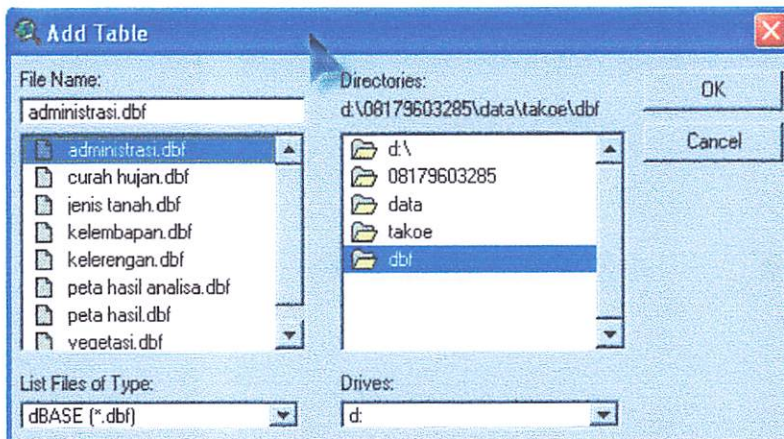 Add Table
File Name:
administrasi.dbf
administrasi.dbf
curah hujan.dbf
jenis tanah.dbf
kelembapan.dbf
kelerengan.dbf
peta hasil analisa.dbf
peta hasil.dbf
vegetasi.dbf
List Files of Type:
dBASE (*.dbf)
Directories:
d:\08179603285\data\takoe\dbf
d:\
08179603285
data
takoe
dbf
Drives:
d:
OK
Cancel